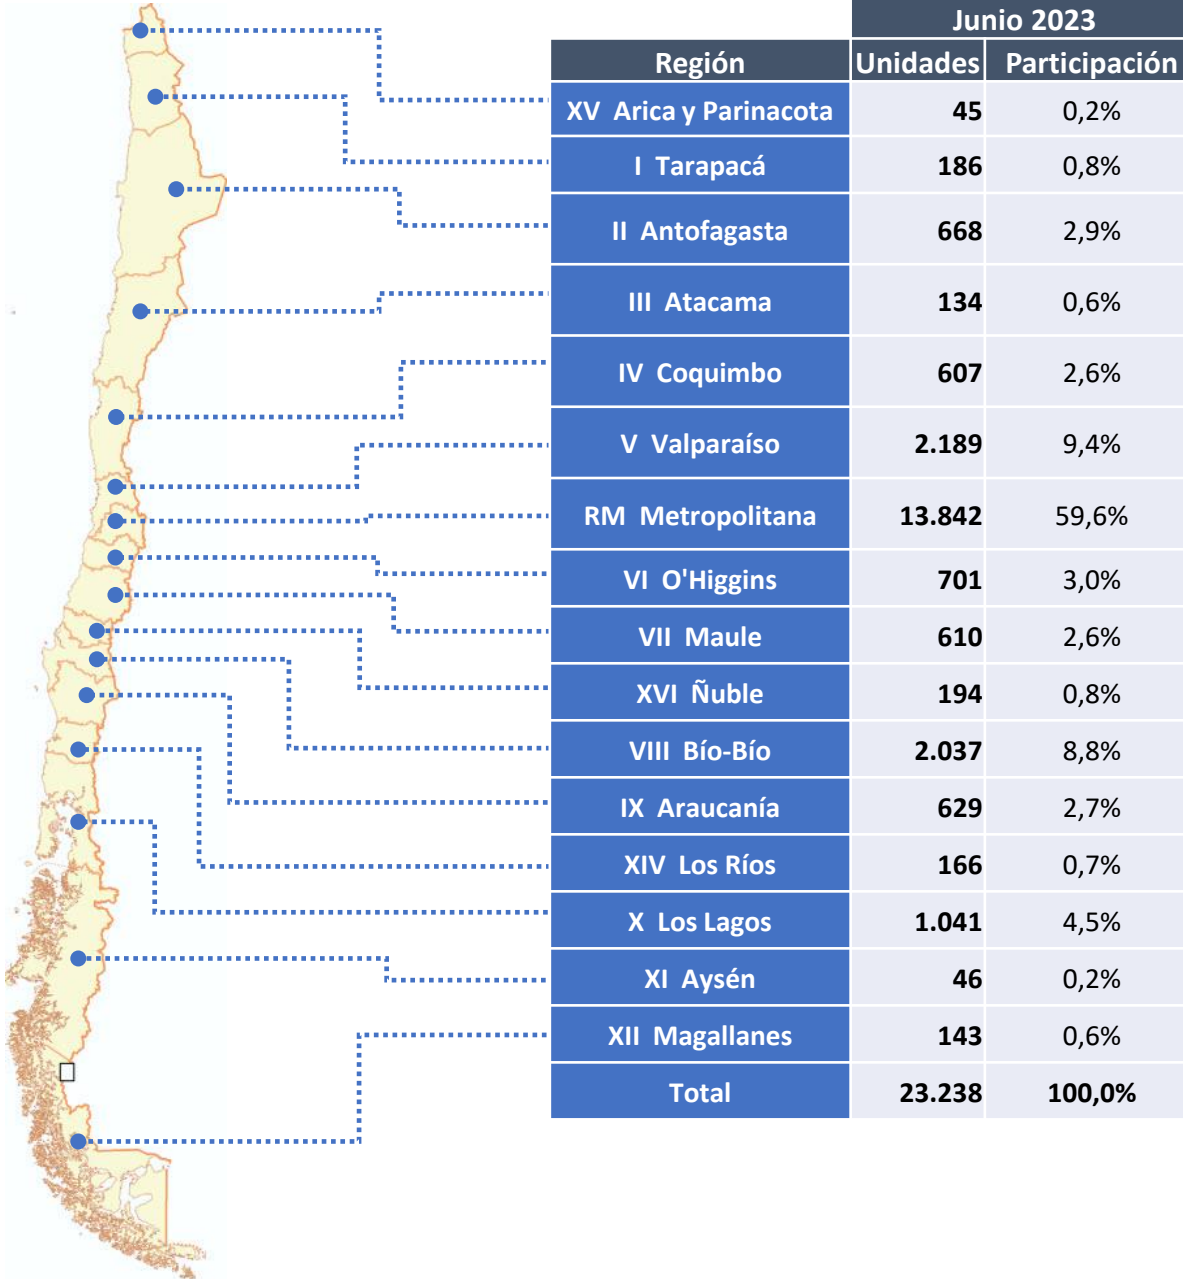 Junio 2023
Región Unidades Participación
XV Arica y Parinacota 45 0,2%
I Tarapacá 186 0,8%
II Antofagasta 668 2,9%
III Atacama 134 0,6%
IV Coquimbo 607 2,6%
V Valparaíso 2.189 9,4%
RM Metropolitana 13.842 59,6%
VI O'Higgins 701 3,0%
VII Maule 610 2,6%
XVI Ñuble 194 0,8%
VIII Bío-Bío 2.037 8,8%
IX Araucanía 629 2,7%
XIV Los Ríos 166 0,7%
X Los Lagos 1.041 4,5%
XI Aysén 46 0,2%
XII Magallanes 143 0,6%
Total 23.238 100,0%